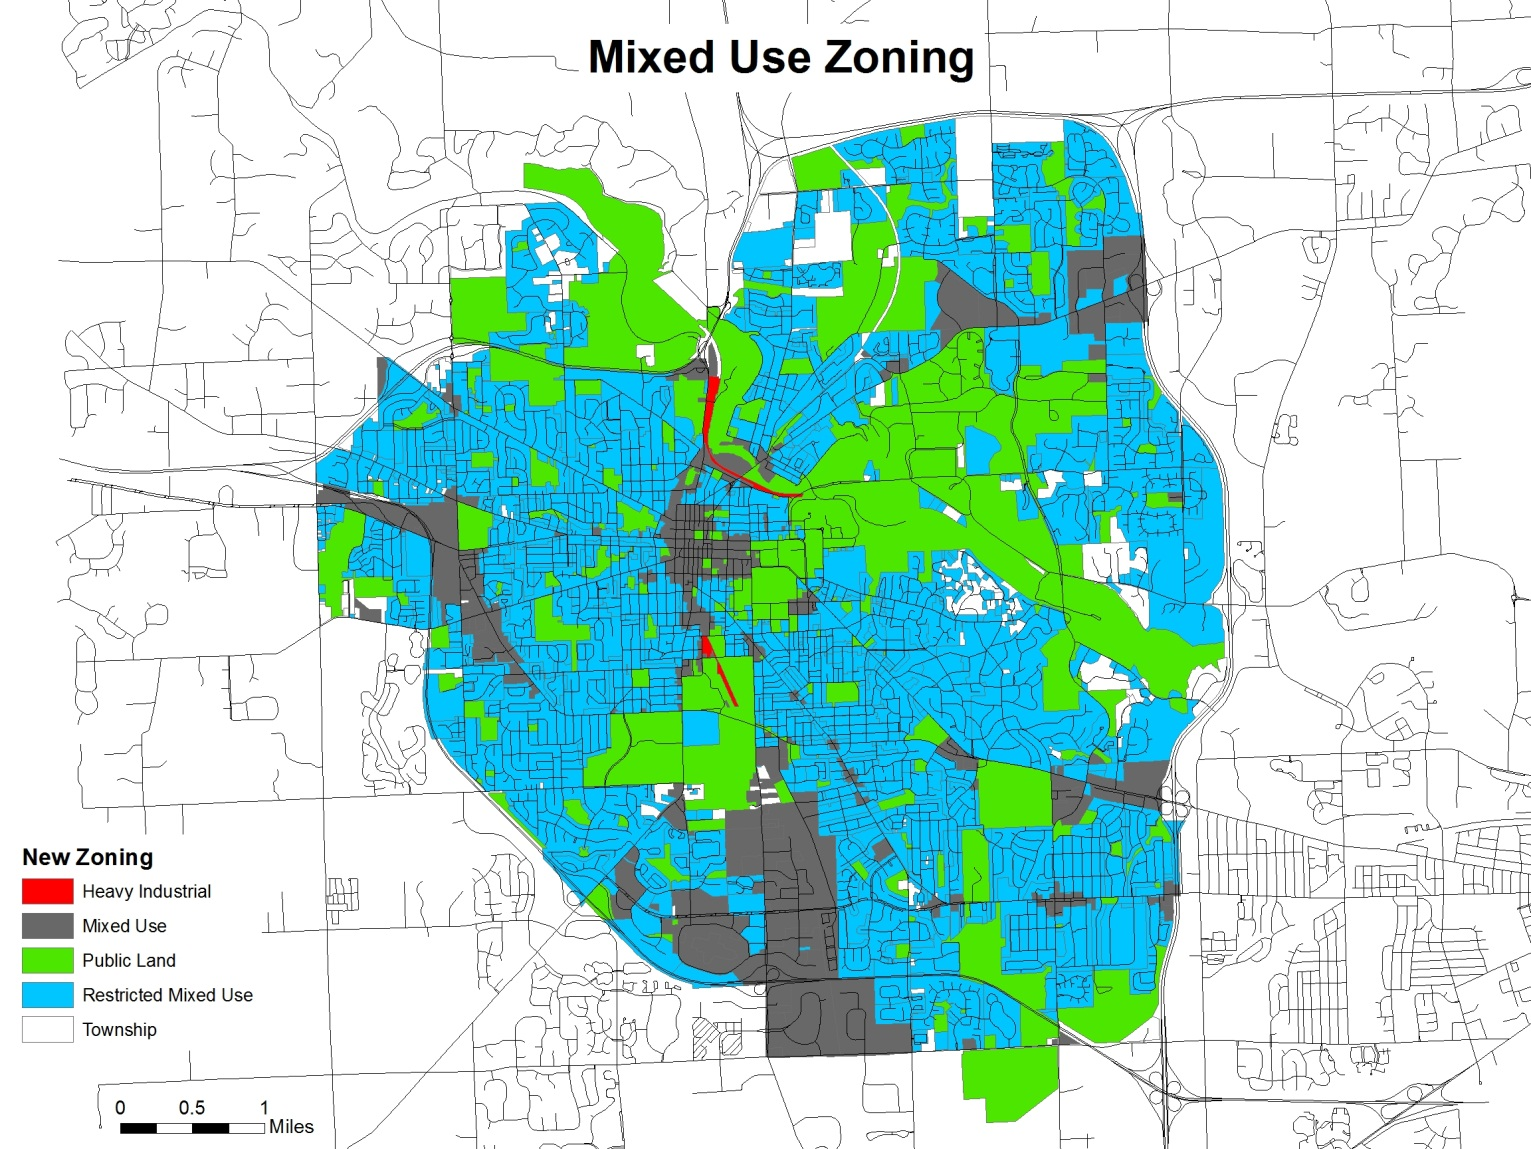 Mixed Use Zoning
New Zoning
Heavy Industrial
Mixed Use
Public Land
Restricted Mixed Use
Township
0 0.5 1
Miles